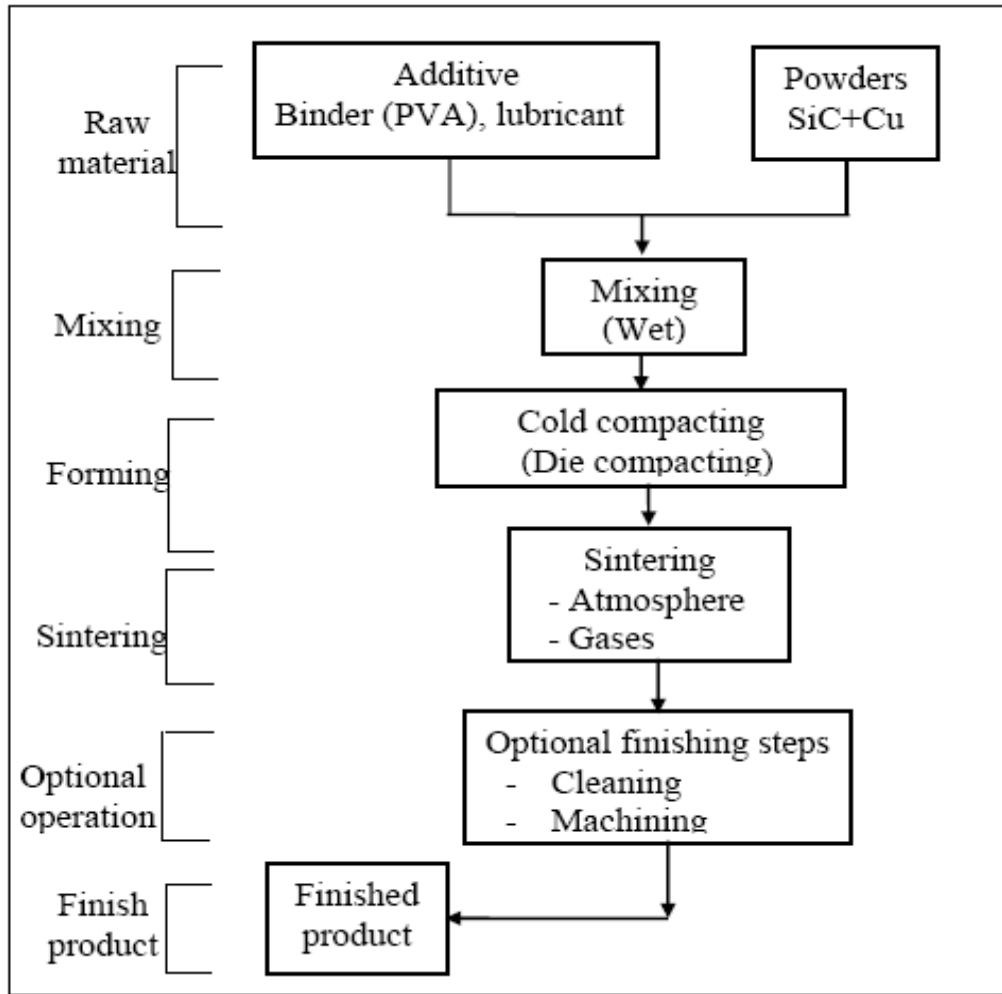 Raw
material
Additive
Binder (PVA), lubricant
Powders
SiC+Cu
Mixing
Mixing
(Wet)
Forming
Cold compacting
(Die compacting)
Sintering
Sintering
- Atmosphere
- Gases
Optional
operation
Optional finishing steps
- Cleaning
- Machining
Finish
product
Finished
product